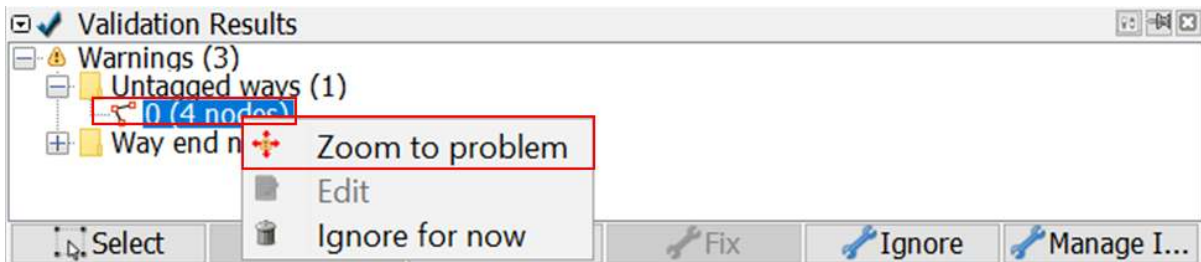 Validation Results
Warnings (3)
Untagged ways (1)
0 (4 nodes)
Way end n
Zoom to problem
Edit
Ignore for now
Select
Fix
Ignore
Manage I...